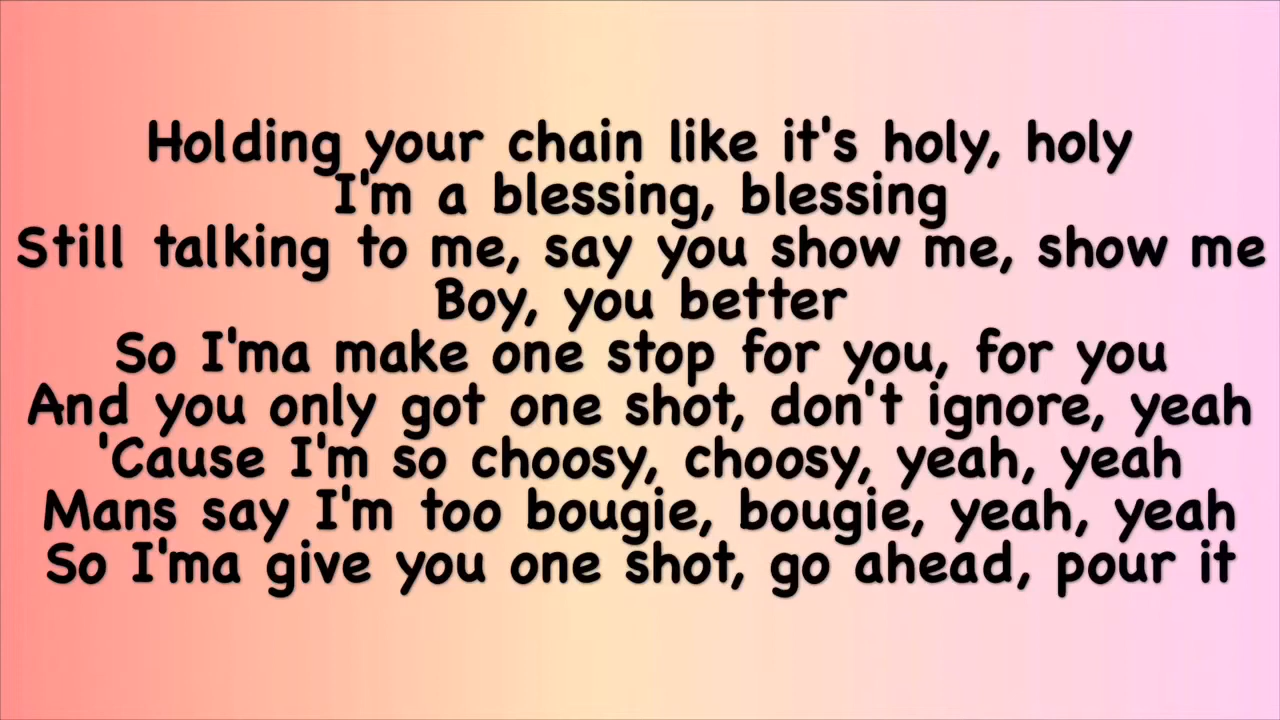 Holding your chain like it's holy, holy
I'm a blessing, blessing
Still talking to me, say you show me, show me
Boy, you better
So I'ma make one stop for you, for you
And you only got one shot, don't ignore, yeah
'Cause I'm so choosy, choosy, yeah, yeah
Mans say I'm too bougie, bougie, yeah, yeah
So I'ma give you one shot, go ahead, pour it